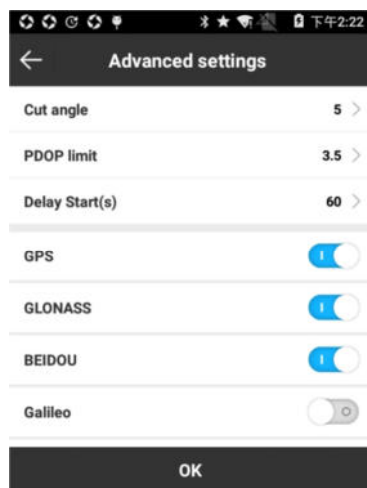 下午2:22
Advanced settings
Cut angle 5
PDOP limit 3.5
Delay Start(s) 60
GPS
GLONASS
BEIDOU
Galileo
OK